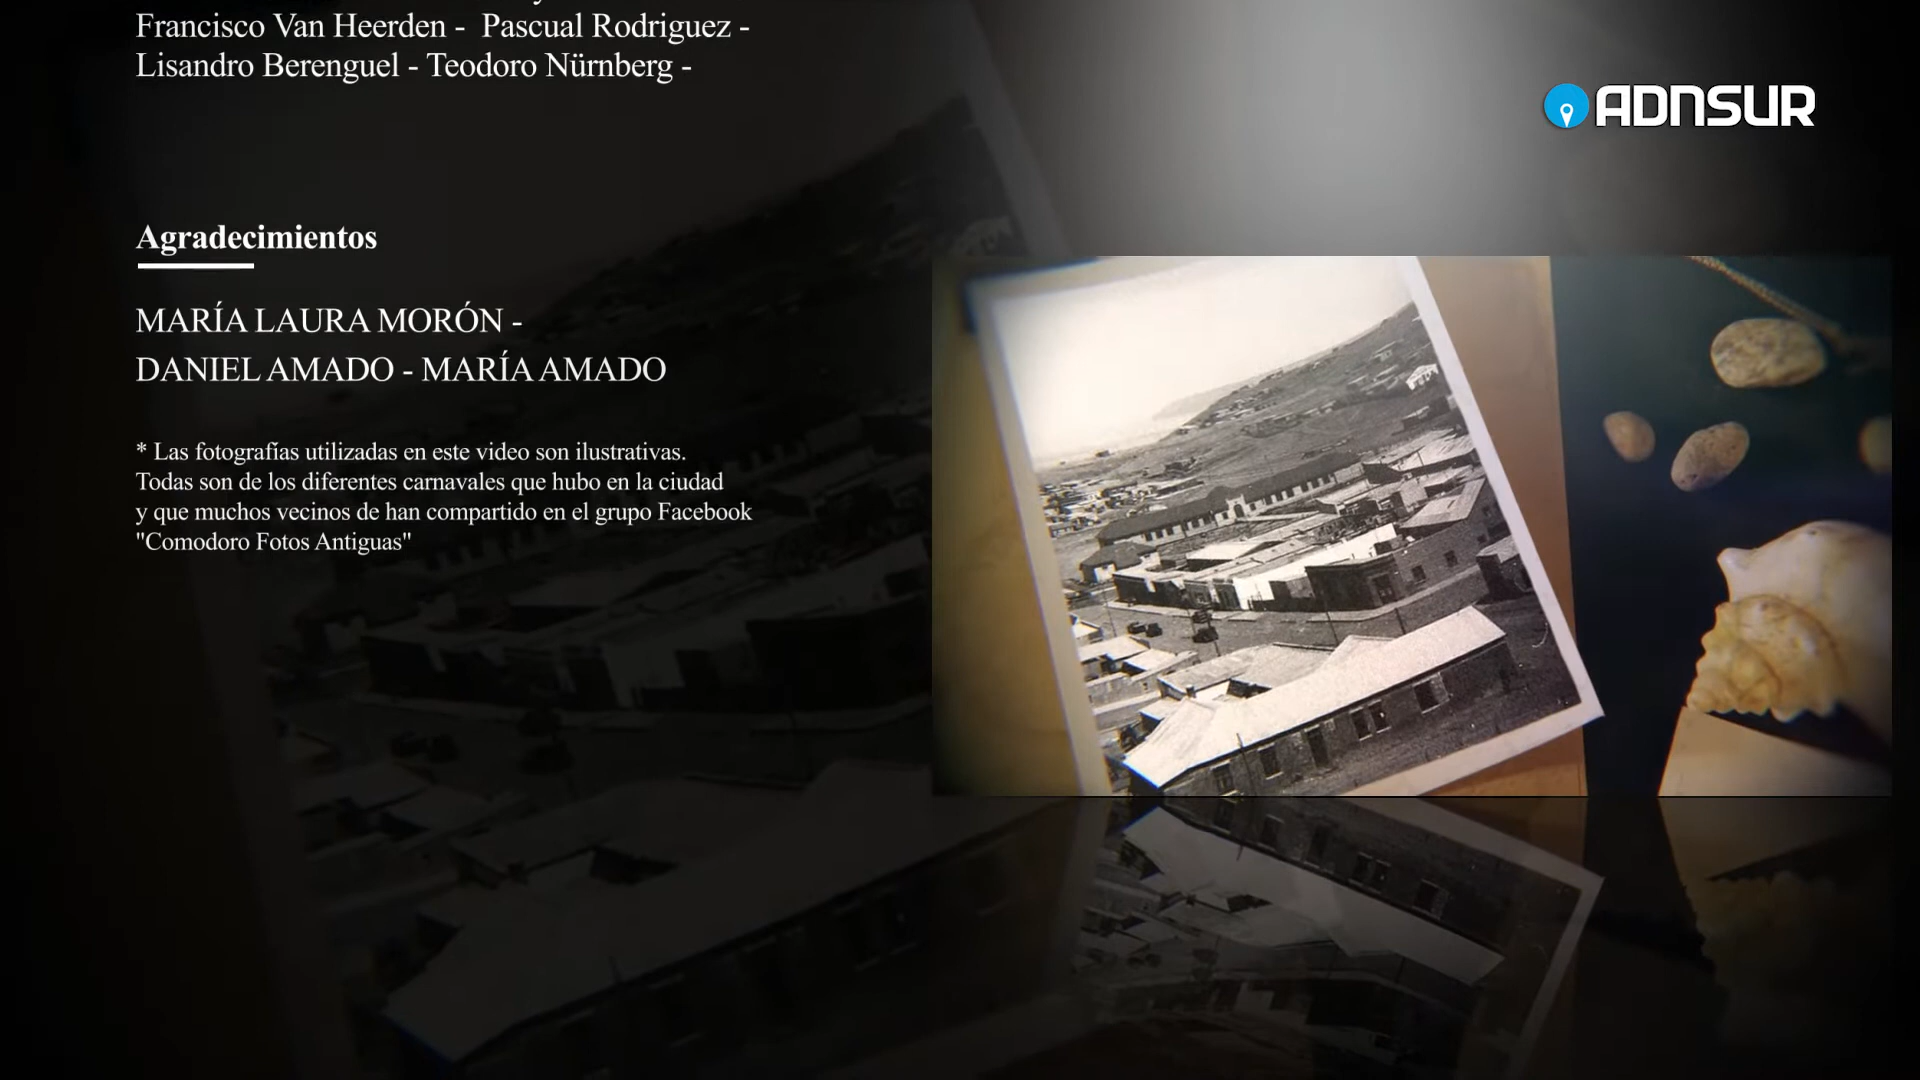 Francisco Van Heerden - Pascual Rodriguez -
Lisandro Berenguel - Teodoro Nürnberg -
ADNSUR
Agradecimientos
MARÍA LAURA MORÓN -
DANIEL AMADO - MARÍA AMADO
* Las fotografías utilizadas en este video son ilustrativas.
Todas son de los diferentes carnavales que hubo en la ciudad
y que muchos vecinos de han compartido en el grupo Facebook
"Comodoro Fotos Antiguas"